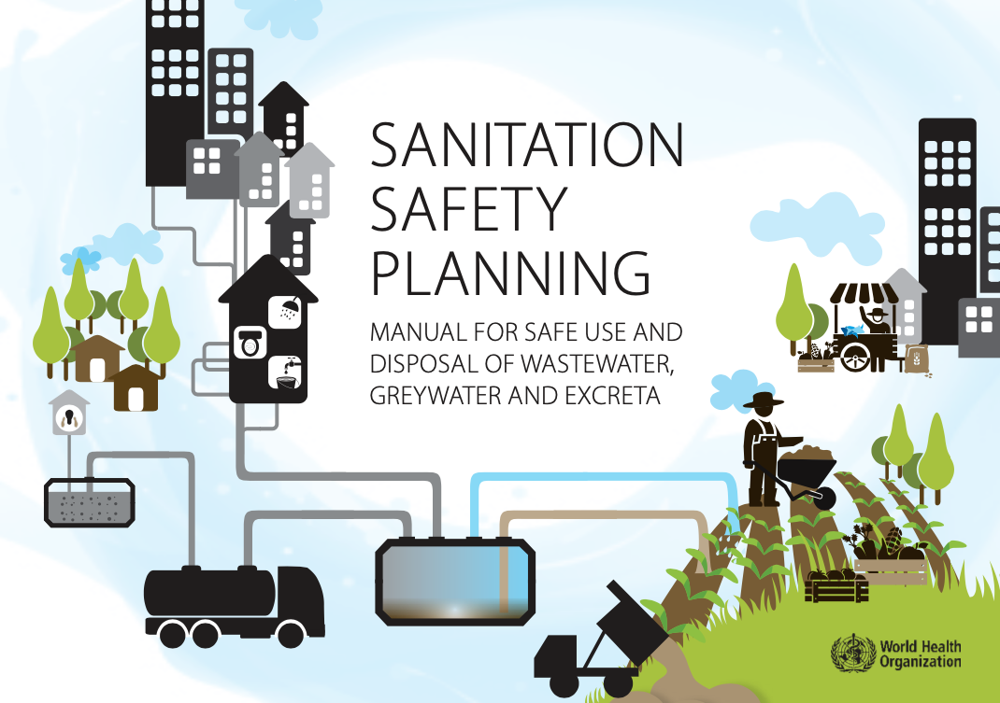 SANITATION
SAFETY
PLANNING
MANUAL FOR SAFE USE AND
DISPOSAL OF WASTEWATER,
GREYWATER AND EXCRETA
World Health
Organization